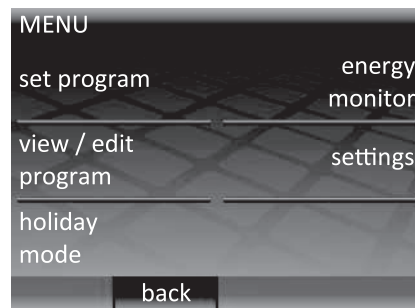 MENU
set program
energy
monitor
view / edit
program
settings
holiday
mode
back